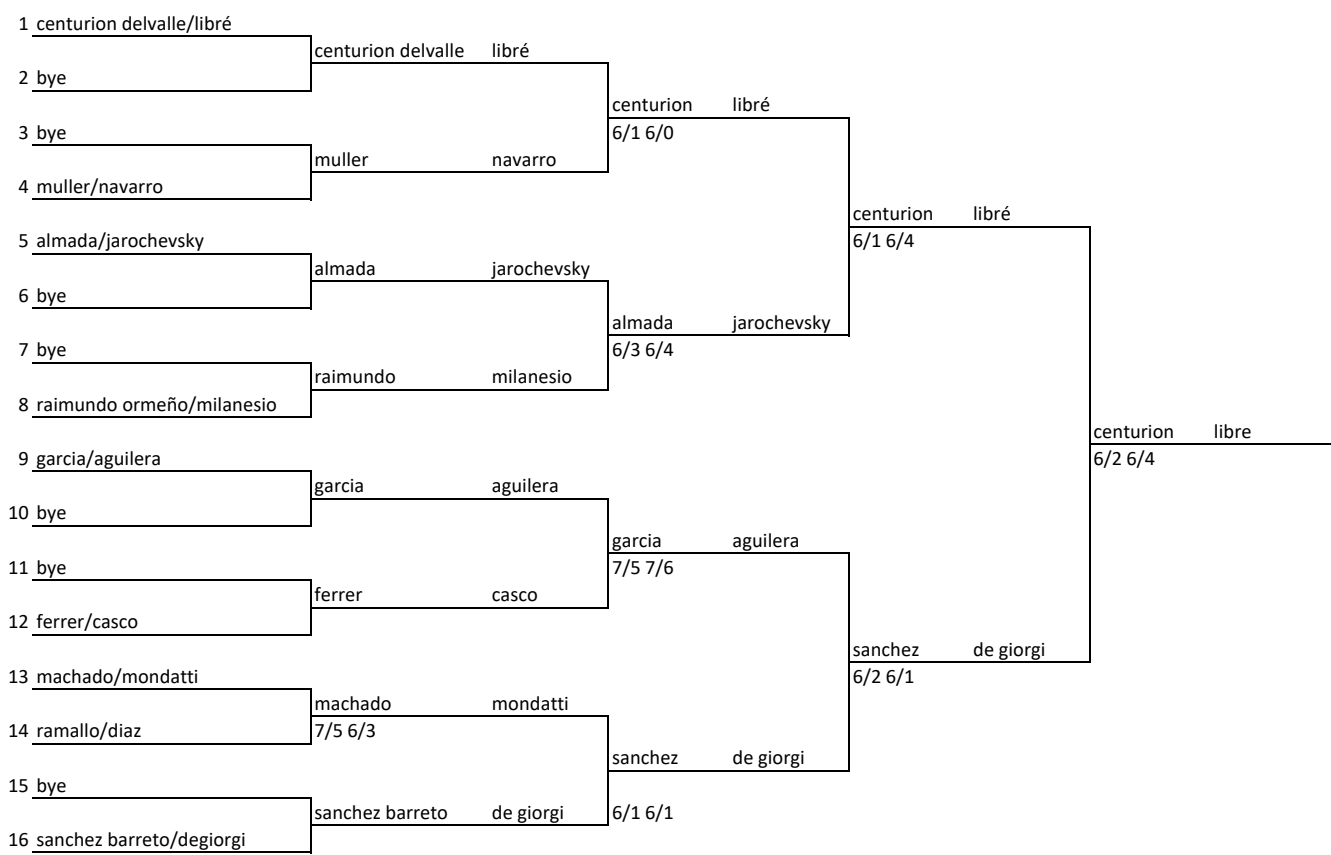 1 centurion delvalle/libré
centurion delvalle libré
2 bye
centurion libré
3 bye
6/1 6/0
muller navarro
4 muller/navarro
centurion libré
5 almada/jarochevsky
6/1 6/4
almada jarochevsky
6 bye
almada jarochevsky
7 bye
6/3 6/4
raimundo milanesio
8 raimundo ormeño/milanesio
centurion libre
9 garcia/aguilera
6/2 6/4
garcia aguilera
10 bye
garcia aguilera
11 bye
7/5 7/6
ferrer casco
12 ferrer/casco
sanchez de giorgi
13 machado/mondatti
6/2 6/1
machado mondatti
14 ramallo/diaz
7/5 6/3
sanchez de giorgi
15 bye
sanchez barreto de giorgi
6/1 6/1
16 sanchez barreto/degiorgi